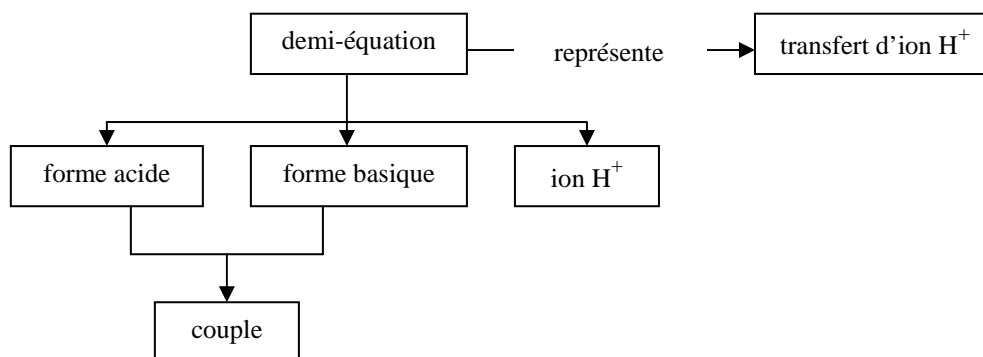 demi-équation
représente
transfert d’ion H⁺
forme acide
forme basique
ion H⁺
couple